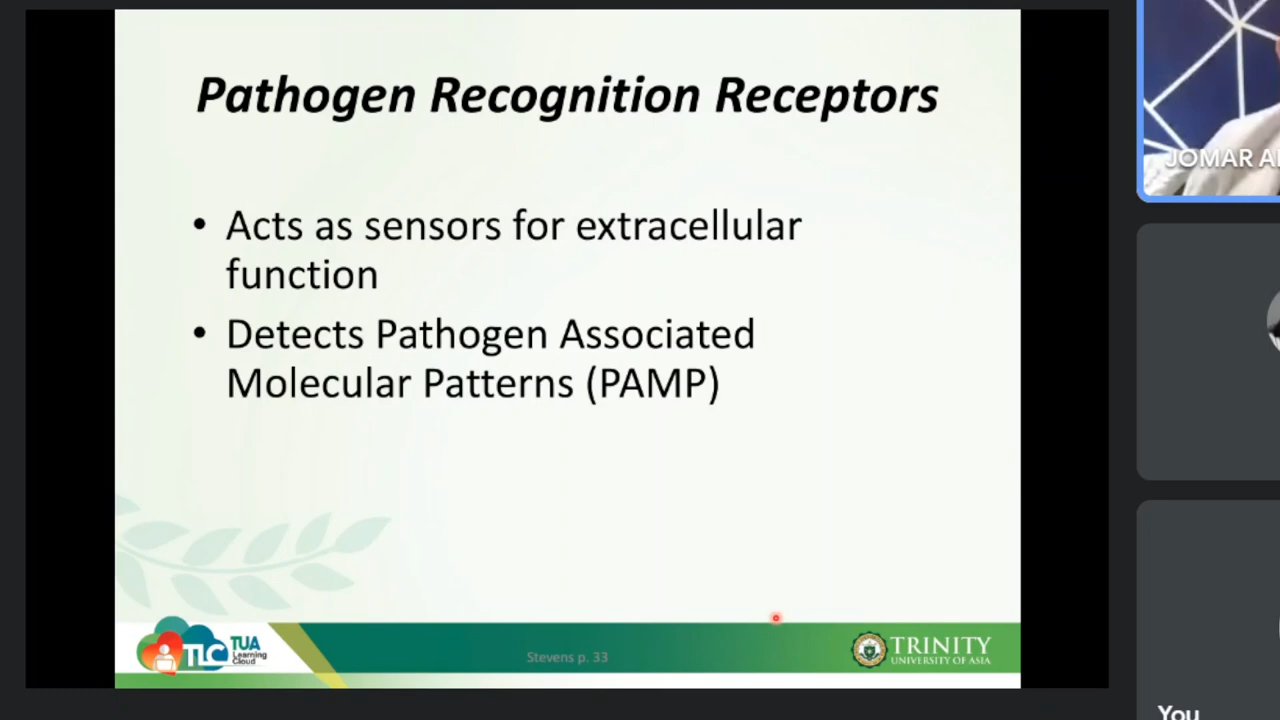 Pathogen Recognition Receptors
• Acts as sensors for extracellular
function
• Detects Pathogen Associated
Molecular Patterns (PAMP)
Stevens p. 33
TLC
TUA
Learning
Cloud
TRINITY
UNIVERSITY OF ASIA
JOMAR
You